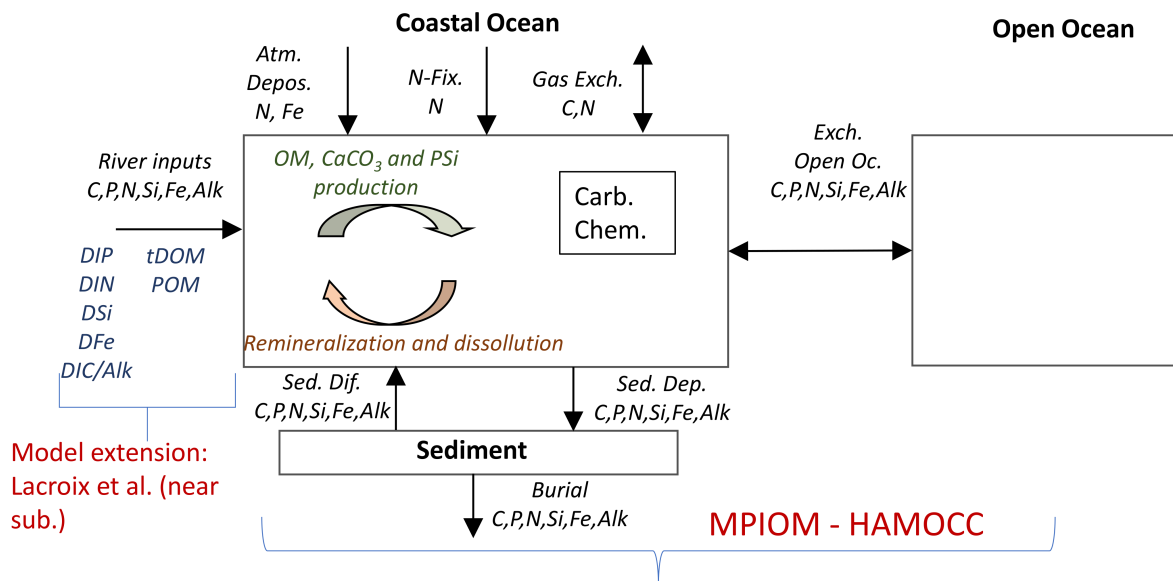 Coastal Ocean
Open Ocean
Atm.
Depos.
N, Fe
N-Fix.
N
Gas Exch.
C,N
River inputs
C,P,N,Si,Fe,Alk
DIP
DIN
DSi
DFe
DIC/Alk
tDOM
POM
OM, CaCO₃ and PSi
production
Carb.
Chem.
Remineralization and dissollution
Exch.
Open Oc.
C,P,N,Si,Fe,Alk
Sed. Dif.
C,P,N,Si,Fe,Alk
Sed. Dep.
C,P,N,Si,Fe,Alk
Sediment
Burial
C,P,N,Si,Fe,Alk
Model extension:
Lacroix et al. (near
sub.)
MPIOM - HAMOCC